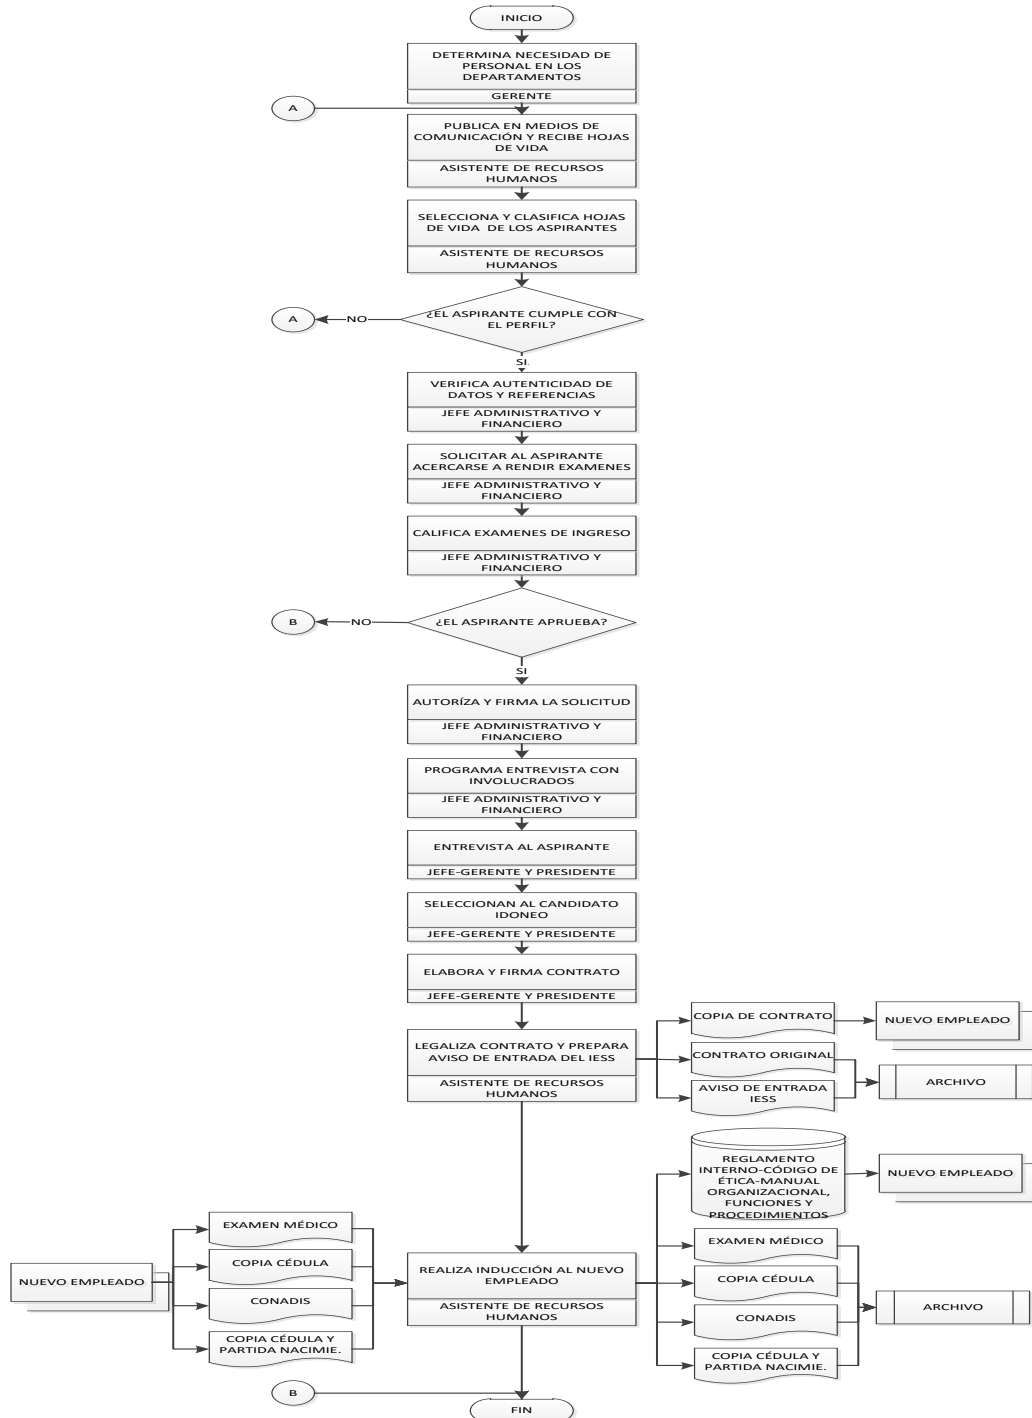 INICIO
DETERMINA NECESIDAD DE
PERSONAL EN LOS
DEPARTAMENTOS
GERENTE
A
PUBLICA EN MEDIOS DE
COMUNICACIÓN Y RECIBE HOJAS
DE VIDA
ASISTENTE DE RECURSOS
HUMANOS
SELECCIONA Y CLASIFICA HOJAS
DE VIDA DE LOS ASPIRANTES
ASISTENTE DE RECURSOS
HUMANOS
¿EL ASPIRANTE CUMPLE CON
EL PERFIL?
NO
A
SI
VERIFICA AUTENTICIDAD DE
DATOS Y REFERENCIAS
JEFE ADMINISTRATIVO Y
FINANCIERO
SOLICITAR AL ASPIRANTE
ACERCARSE A RENDIR EXAMENES
JEFE ADMINISTRATIVO Y
FINANCIERO
CALIFICA EXAMENES DE INGRESO
JEFE ADMINISTRATIVO Y
FINANCIERO
¿EL ASPIRANTE APRUEBA?
NO
B
SI
AUTORÍZA Y FIRMA LA SOLICITUD
JEFE ADMINISTRATIVO Y
FINANCIERO
PROGRAMA ENTREVISTA CON
INVOLUCRADOS
JEFE ADMINISTRATIVO Y
FINANCIERO
ENTREVISTA AL ASPIRANTE
JEFE-GERENTE Y PRESIDENTE
SELECCIONAN AL CANDIDATO
IDONEO
JEFE-GERENTE Y PRESIDENTE
ELABORA Y FIRMA CONTRATO
JEFE-GERENTE Y PRESIDENTE
LEGALIZA CONTRATO Y PREPARA
AVISO DE ENTRADA DEL IESS
ASISTENTE DE RECURSOS
HUMANOS
COPIA DE CONTRATO
NUEVO EMPLEADO
CONTRATO ORIGINAL
AVISO DE ENTRADA
IESS
ARCHIVO
REGLAMENTO
INTERNO-CÓDIGO DE
ÉTICA-MANUAL
ORGANIZACIONAL,
FUNCIONES Y
PROCEDIMIENTOS
NUEVO EMPLEADO
NUEVO EMPLEADO
EXAMEN MÉDICO
COPIA CÉDULA
CONADIS
COPIA CÉDULA Y
PARTIDA NACIMIE.
REALIZA INDUCCIÓN AL NUEVO
EMPLEADO
ASISTENTE DE RECURSOS
HUMANOS
EXAMEN MÉDICO
COPIA CÉDULA
CONADIS
COPIA CÉDULA Y
PARTIDA NACIMIE.
ARCHIVO
B
FIN